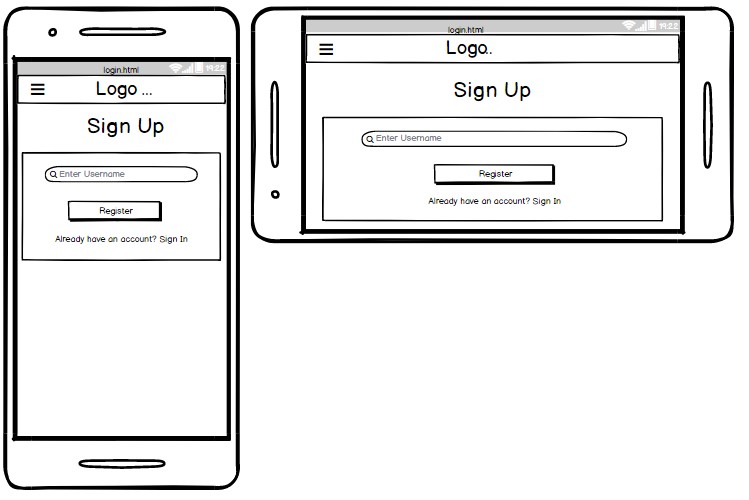 login.html 19:22
Logo ...
Sign Up
Enter Username
Register
Already have an account? Sign In
login.html 19:22
Logo..
Sign Up
Enter Username
Register
Already have an account? Sign In